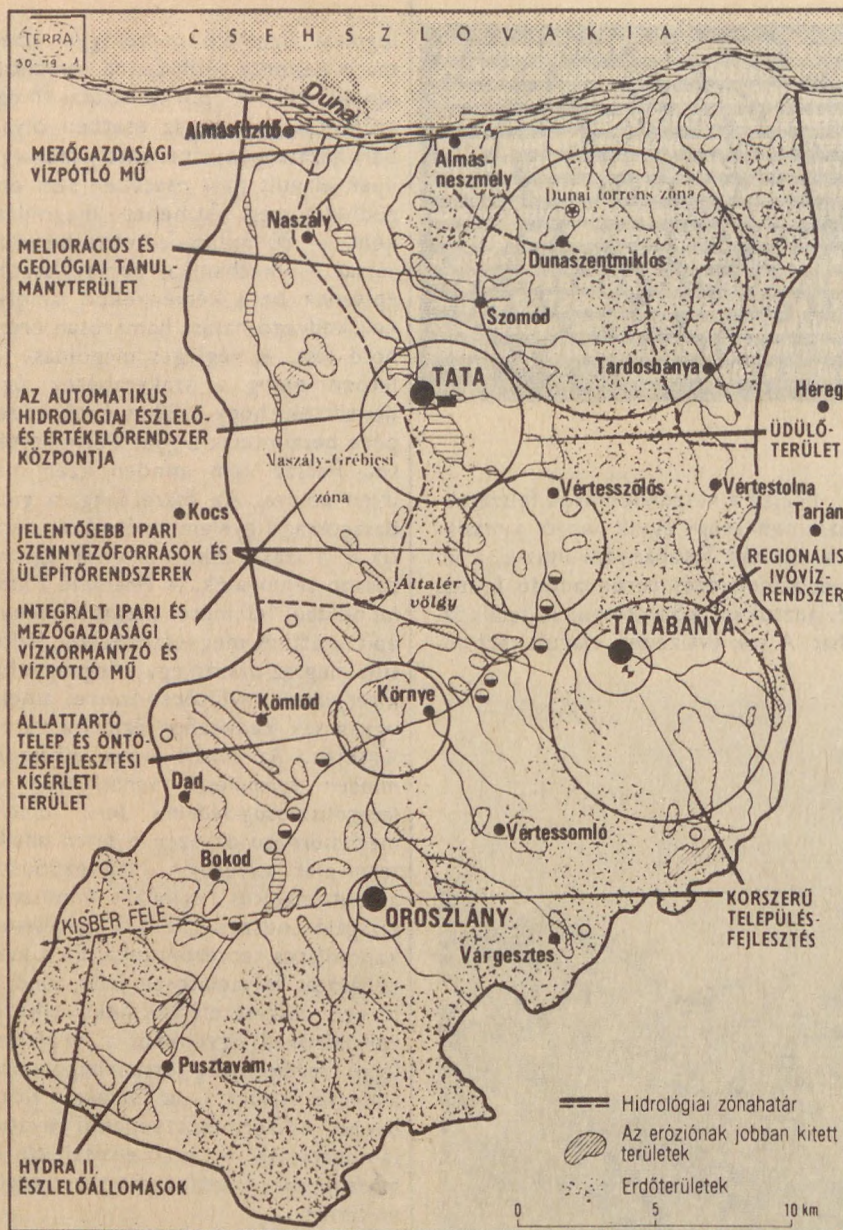 TERRA
30-79-1
CSEHSZLOVÁKIA
Duna
Almásfüzítő
MEZŐGAZDASÁGI
VÍZPÓTLÓ MŰ
Almás-
neszmély
Dunai torrens zóna
Naszály
Dunaszentmiklós
MELIORÁCIÓS ÉS
GEOLÓGIAI TANUL-
MÁNYTERÜLET
Szomód
Tardosbánya
TATA
Héreg
AZ AUTOMATIKUS
HIDROLÓGIAI ÉSZLELŐ-
ÉS ÉRTÉKELŐRENDSZER
KÖZPONTJA
ÜDÜLŐ-
TERÜLET
Naszály-Grébicsi
zóna
Vértesszőlős
Vértestolna
Kocs
Tarján
JELENTŐSEBB IPARI
SZENNYEZŐFORRÁSOK ÉS
ÜLEPÍTŐRENDSZEREK
REGIONÁLIS
IVÓVÍZ-
RENDSZER
Általér
völgy
INTEGRÁLT IPARI ÉS
MEZŐGAZDASÁGI
VÍZKORMÁNYZÓ ÉS
VÍZPÓTLÓ MŰ
TATABÁNYA
Kömlőd
Környe
ÁLLATTARTÓ
TELEP ÉS ÖNTÖ-
ZÉSFEJLESZTÉSI
KÍSÉRLETI
TERÜLET
Dad
Vértessomló
Bokod
KISBÉR FELÉ
OROSZLÁNY
KORSZERŰ
TELEPÜLÉS-
FEJLESZTÉS
Várgesztes
Pusztavám
HYDRA II.
ÉSZLELŐÁLLOMÁSOK
Hidrológiai zónahatár
Az eróziónak jobban kitett
területek
Erdőterületek
0 5 10 km